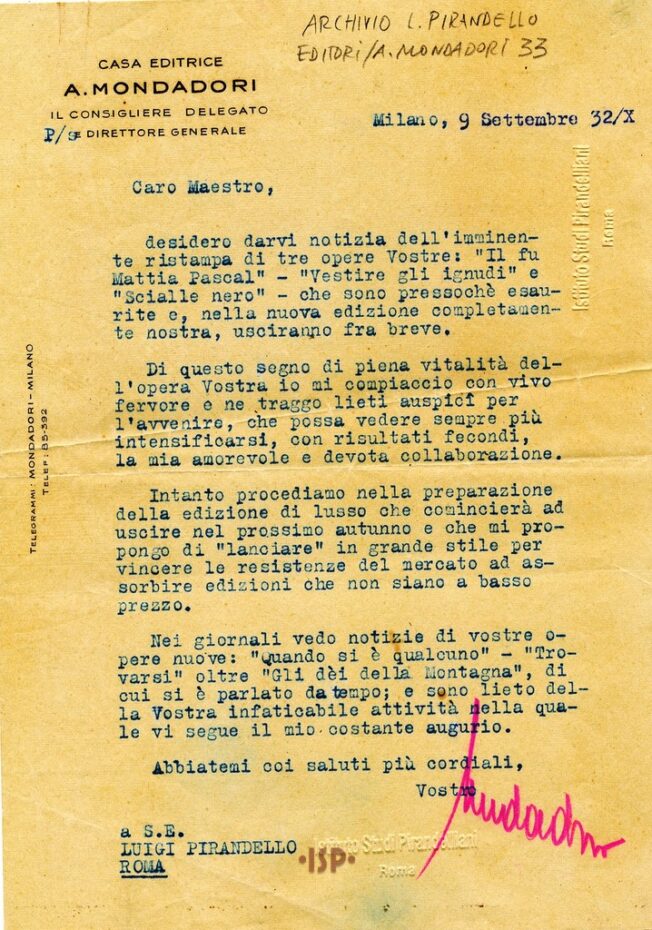 ARCHIVIO L. PIRANDELLO
EDITORI/A. MONDADORI 33
CASA EDITRICE
A. MONDADORI
IL CONSIGLIERE DELEGATO
P/s E DIRETTORE GENERALE
Milano, 9 Settembre 32/X
Istituto Studi Pirandelliani
Roma
Caro Maestro,
desidero darvi notizia dell'imminen-
te ristampa di tre opere Vostre: "Il fu
Mattia Pascal" - "Vestire gli ignudi" e
"Scialle nero" - che sono pressochè esau-
rite e, nella nuova edizione completamen-
te nostra, usciranno fra breve.
Di questo segno di piena vitalità del-
l'opera Vostra io mi compiaccio con vivo
fervore e ne traggo lieti auspici per
l'avvenire, che possa vedere sempre più
intensificarsi, con risultati fecondi,
la mia amorevole e devota collaborazione.
TELEGRAMMI: MONDADORI - MILANO
TELEF: 85-392
Intanto procediamo nella preparazione
della edizione di lusso che comincierà ad
uscire nel prossimo autunno e che mi pro-
pongo di "lanciare" in grande stile per
vincere le resistenze del mercato ad as-
sorbire edizioni che non siano a basso
prezzo.
Nei giornali vedo notizie di vostre o-
pere nuove: "Quando si è qualcuno" - "Tro-
varsi" oltre "Gli dèi della Montagna", di
cui si è parlato da tempo; e sono lieto del-
la Vostra infaticabile attività nella qua-
le vi segue il mio costante augurio.
Abbiatemi coi saluti più cordiali,
Vostro
Mondadori
a S.E.
LUIGI PIRANDELLO
ROMA
·ISP·
Istituto Studi Pirandelliani
Roma